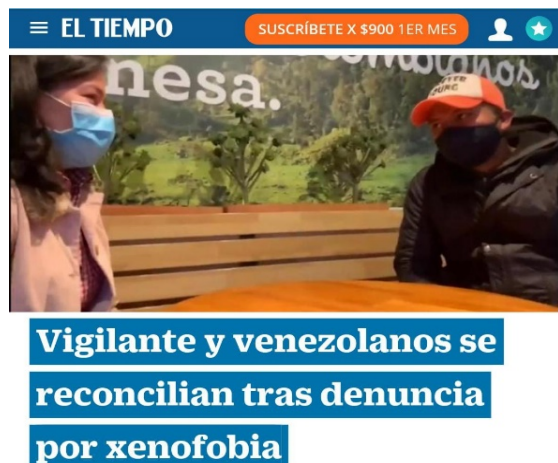 EL TIEMPO
SUSCRÍBETE X $900 1ER MES
nesa.
Vigilante y venezolanos se
reconcilian tras denuncia
por xenofobia